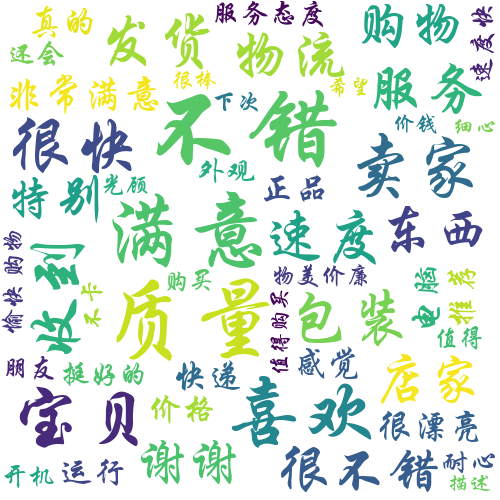 真的
服务态度
购物
速度快
发货
物流
还会
很棒
希望
服务
非常满意
下次
价钱
细心
很快
不错
卖家
外观
光顾
特别
正品
满意
速度
东西
愉快购物
收到
不卡
购买
物美价廉
电脑
推荐
质量
值得购买
包装
值得
朋友
挺好的
快递
感觉
店家
宝贝
价格
喜欢
很漂亮
开机
运行
谢谢
很不错
耐心
描述